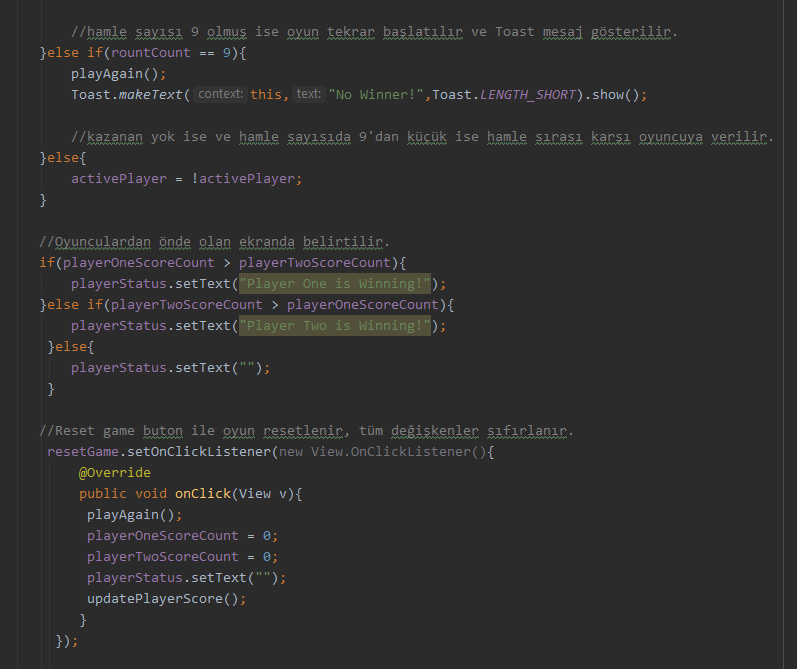 //hamle sayısı 9 olmuş ise oyun tekrar başlatılır ve Toast mesaj gösterilir.
}else if(rountCount == 9){
playAgain();
Toast.makeText( context: this, text: "No Winner!",Toast.LENGTH_SHORT).show();
//kazanan yok ise ve hamle sayısıda 9'dan küçük ise hamle sırası karşı oyuncuya verilir.
}else{
activePlayer = !activePlayer;
}
//Oyunculardan önde olan ekranda belirtilir.
if(playerOneScoreCount > playerTwoScoreCount){
playerStatus.setText("Player One is Winning!");
}else if(playerTwoScoreCount > playerOneScoreCount){
playerStatus.setText("Player Two is Winning!");
}else{
playerStatus.setText("");
}
//Reset game buton ile oyun resetlenir, tüm değişkenler sıfırlanır.
resetGame.setOnClickListener(new View.OnClickListener(){
@Override
public void onClick(View v){
playAgain();
playerOneScoreCount = 0;
playerTwoScoreCount = 0;
playerStatus.setText("");
updatePlayerScore();
}
});